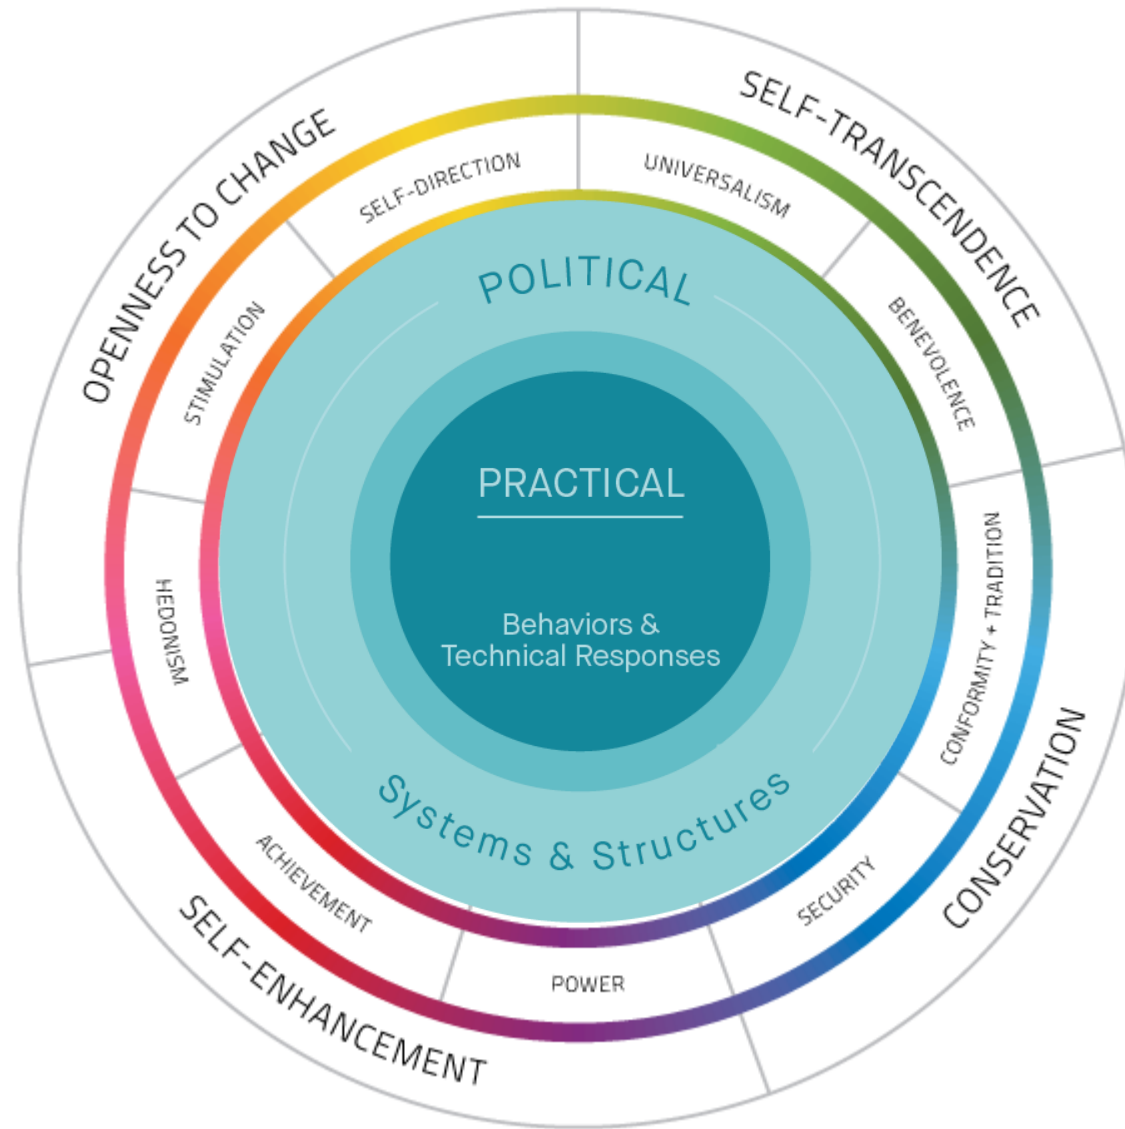 OPENNESS TO CHANGE
SELF-TRANSCENDENCE
SELF-DIRECTION
UNIVERSALISM
STIMULATION
BENEVOLENCE
POLITICAL
PRACTICAL
Behaviors &
Technical Responses
HEDONISM
CONFORMITY + TRADITION
Systems & Structures
ACHIEVEMENT
SECURITY
POWER
SELF-ENHANCEMENT
CONSERVATION